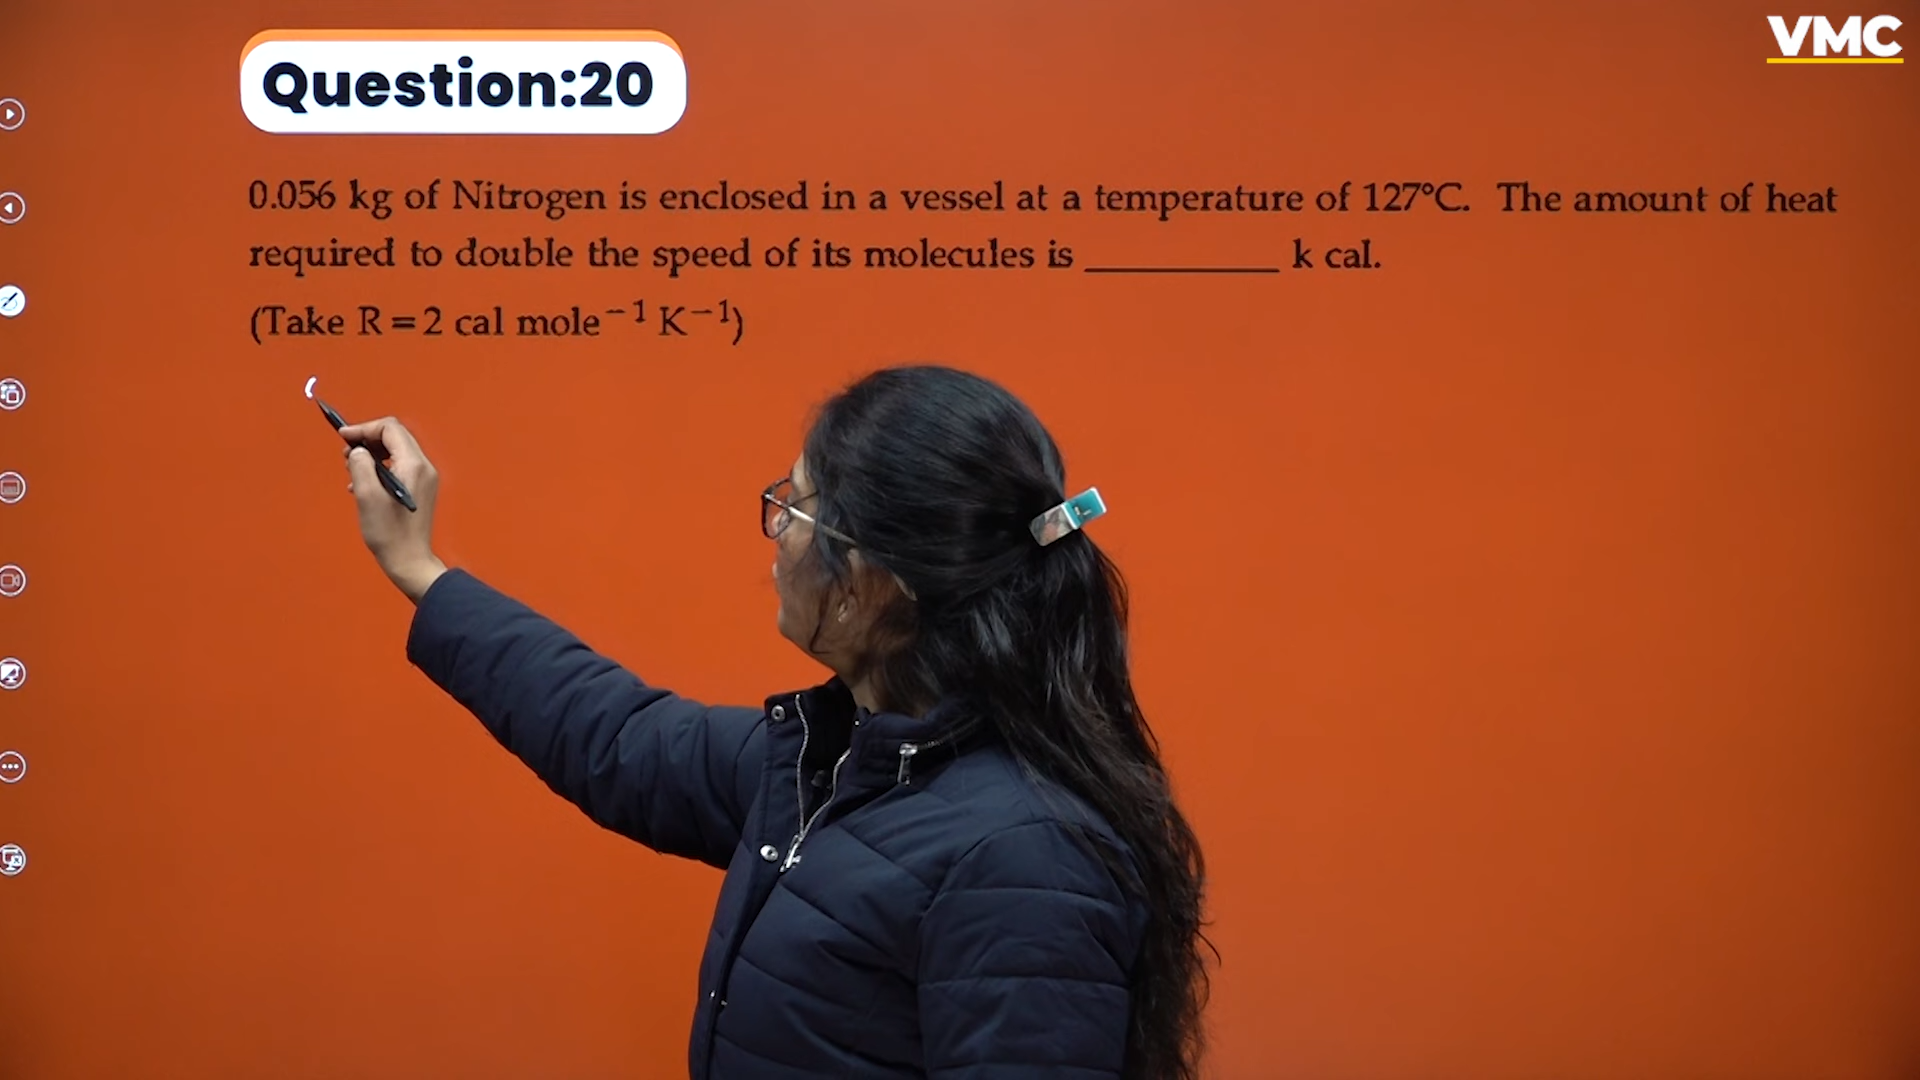 VMC
Question:20
0.056 kg of Nitrogen is enclosed in a vessel at a temperature of 127°C. The amount of heat
required to double the speed of its molecules is __________ k cal.
(Take R = 2 cal mole⁻¹ K⁻¹)